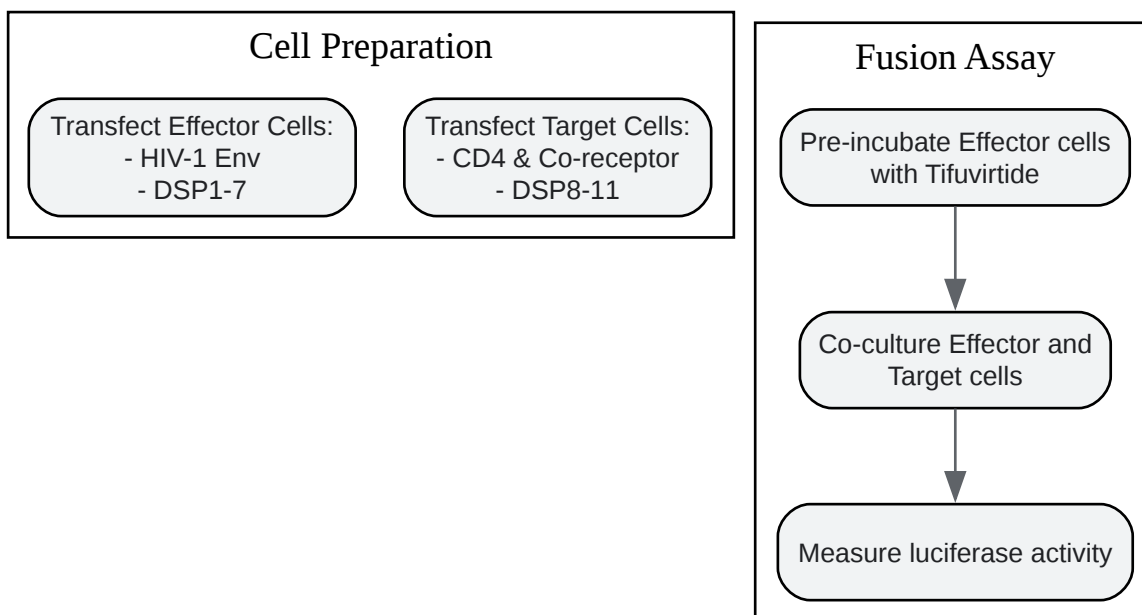 Cell Preparation
Transfect Effector Cells:
- HIV-1 Env
- DSP1-7
Transfect Target Cells:
- CD4 & Co-receptor
- DSP8-11
Fusion Assay
Pre-incubate Effector cells
with Tifuvirtide
Co-culture Effector and
Target cells
Measure luciferase activity